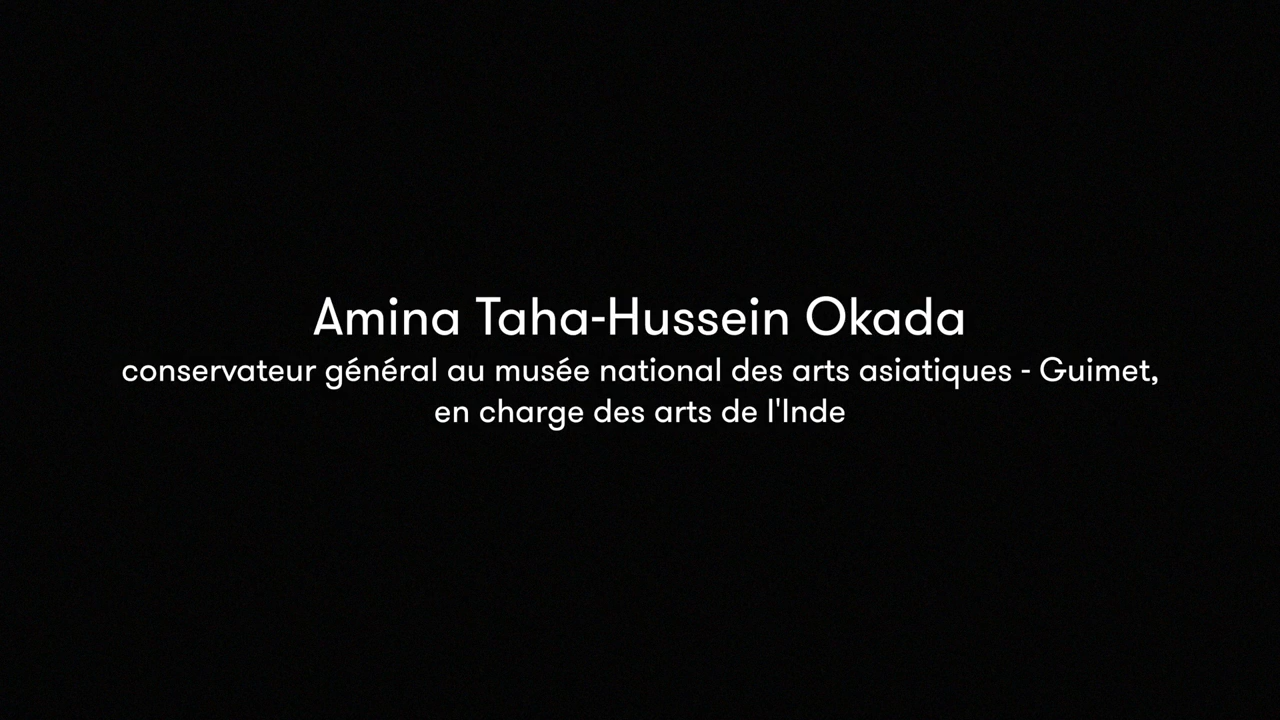 Amina Taha-Hussein Okada
conservateur général au musée national des arts asiatiques - Guimet,
en charge des arts de l'Inde